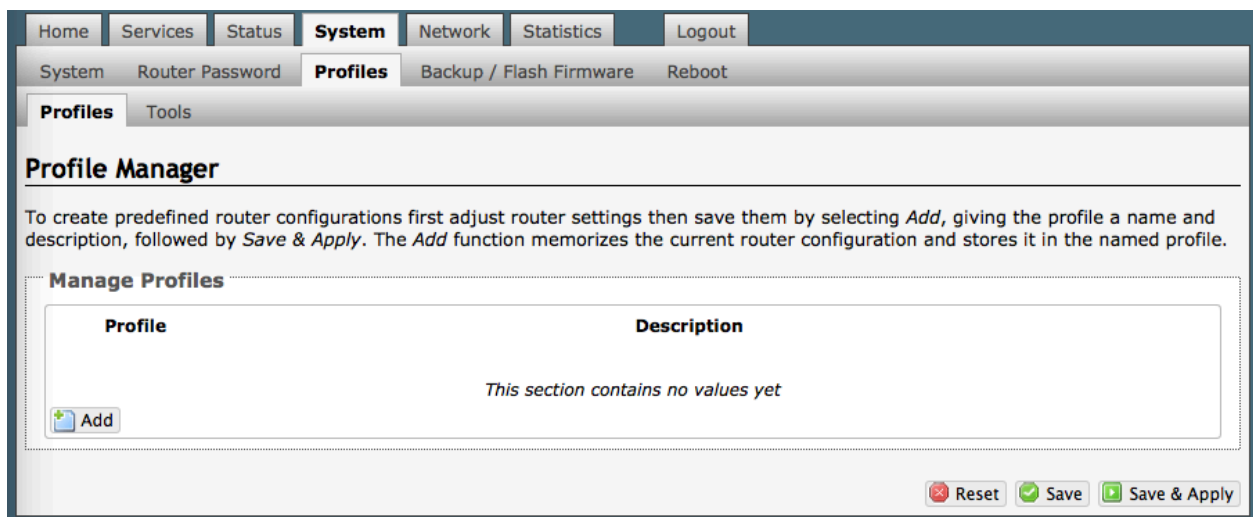 Home Services Status System Network Statistics Logout
System Router Password Profiles Backup / Flash Firmware Reboot
Profiles Tools
Profile Manager
To create predefined router configurations first adjust router settings then save them by selecting Add, giving the profile a name and
description, followed by Save & Apply. The Add function memorizes the current router configuration and stores it in the named profile.
Manage Profiles
Profile Description
This section contains no values yet
Add
Reset Save Save & Apply